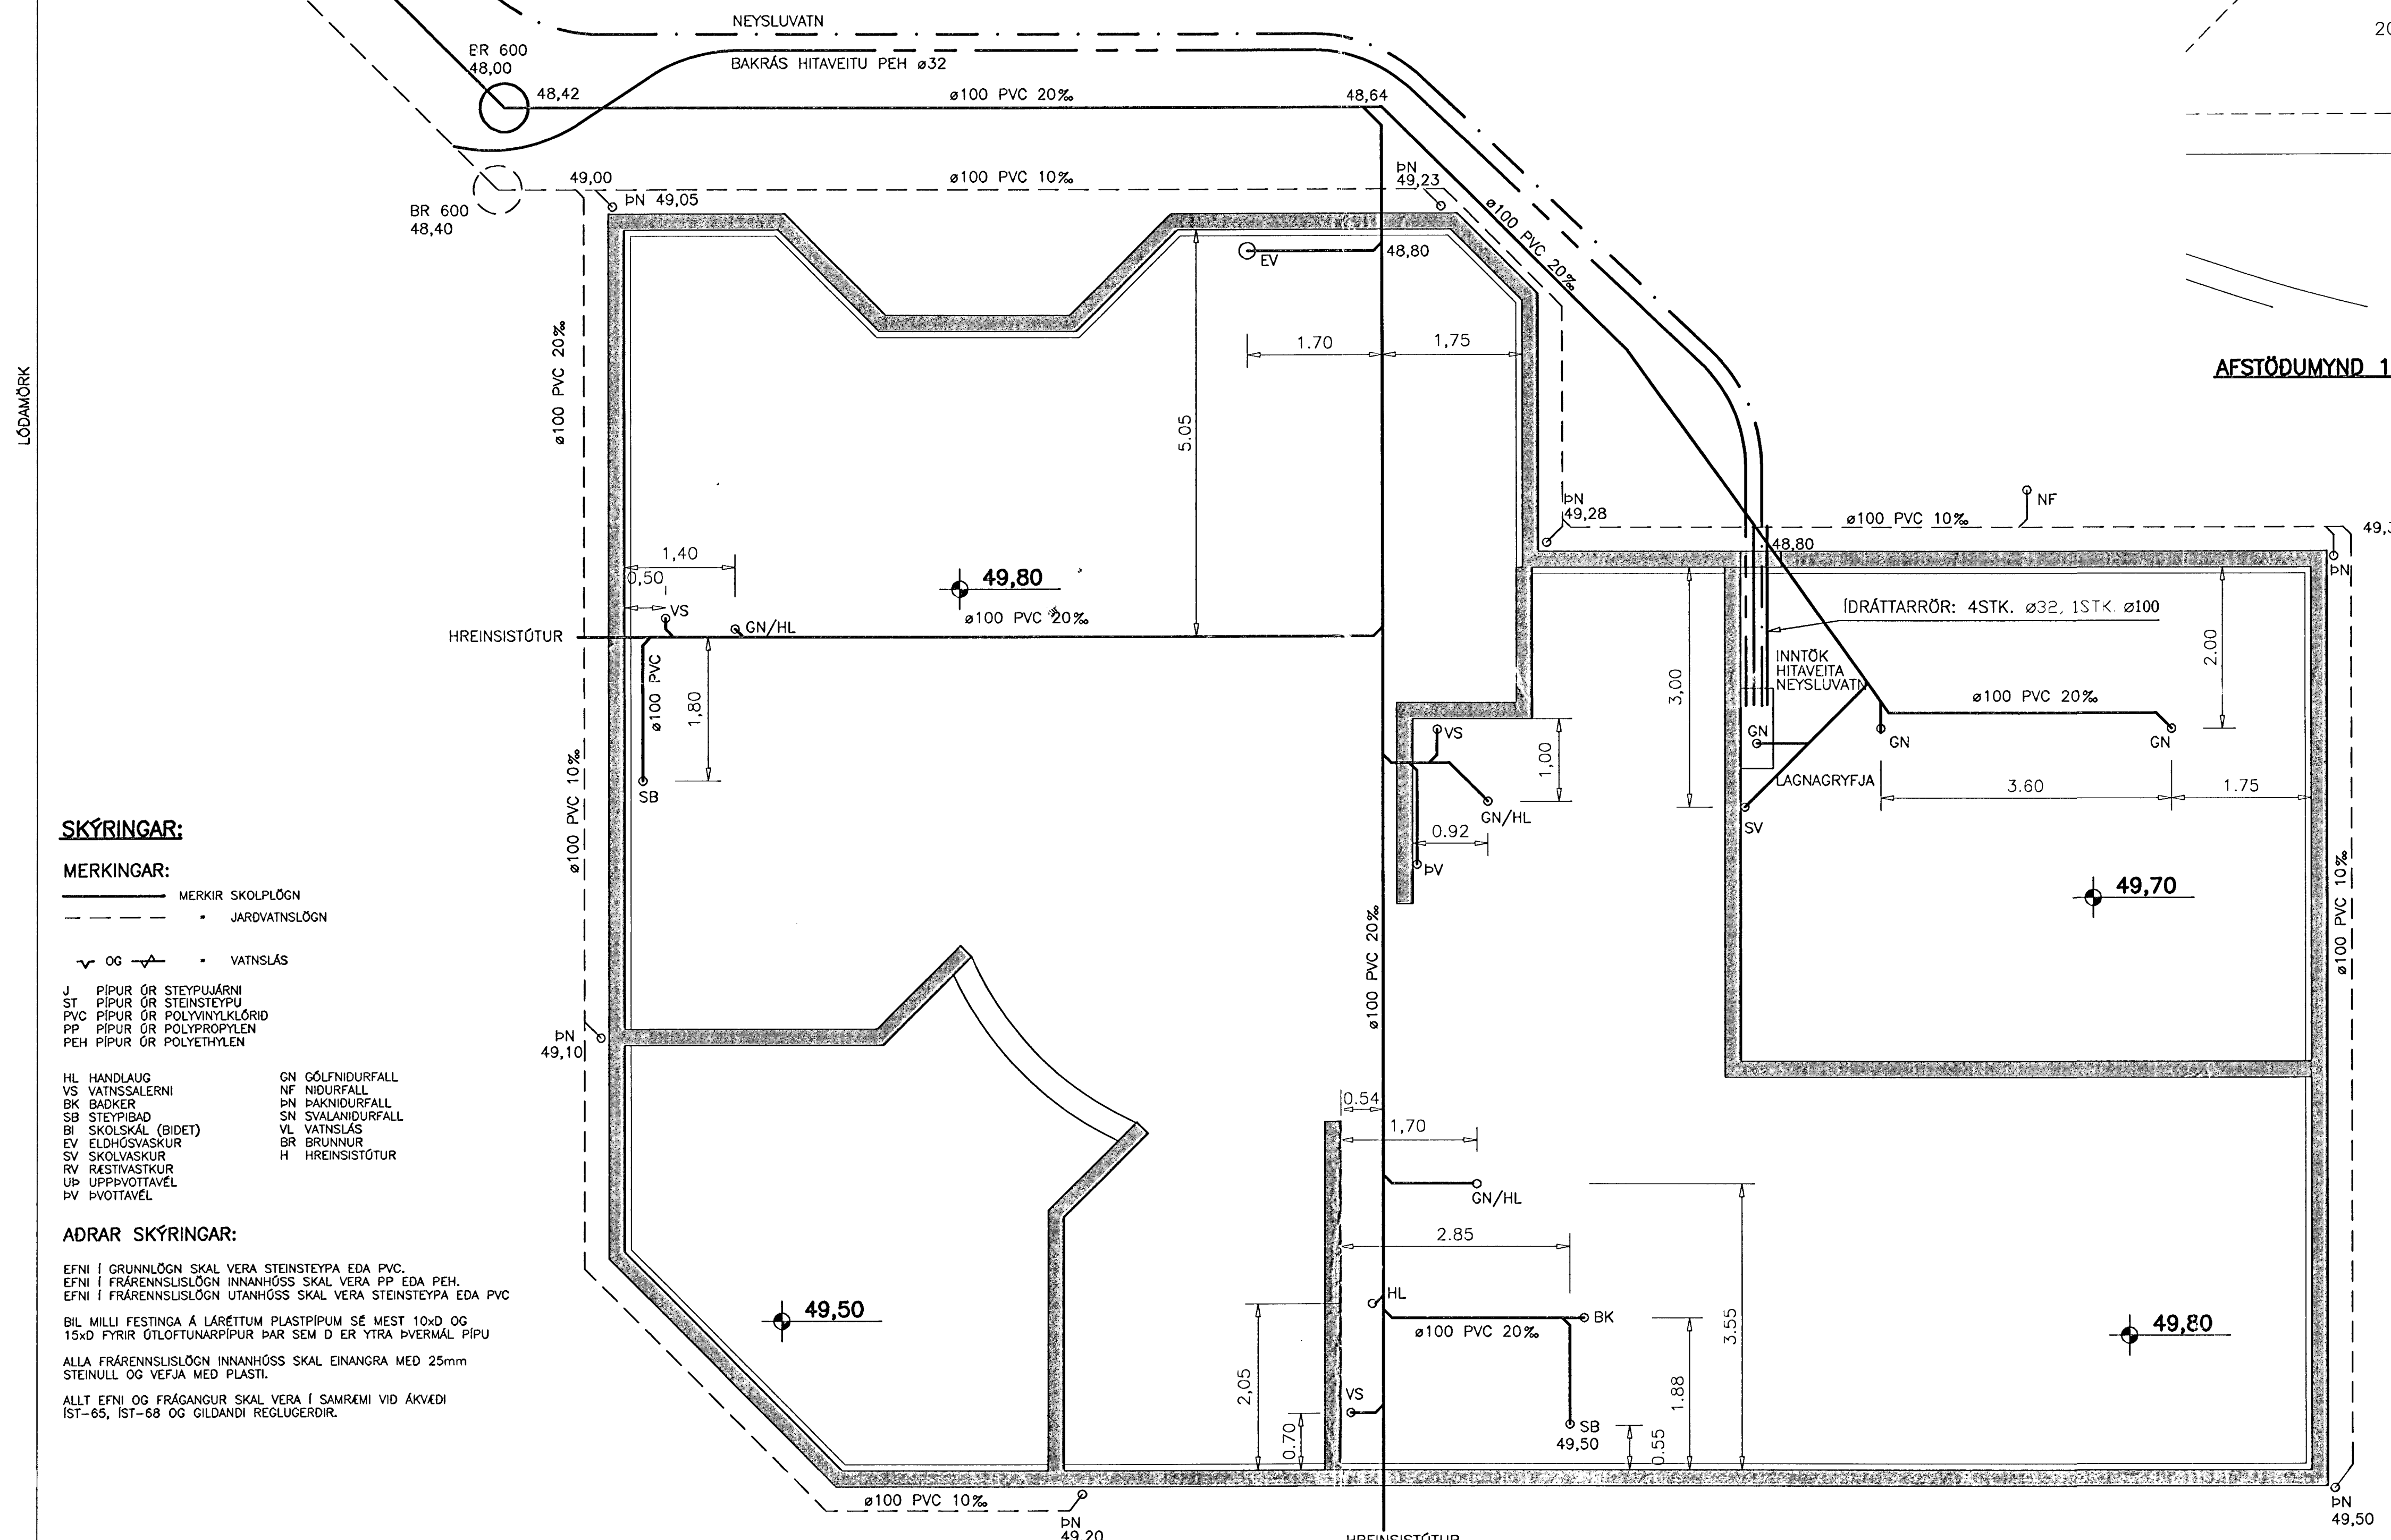 NEYSLUVATN
BAKRÁS HITAVEITU PEH ø32
BR 600
48,00
48,42
ø100 PVC 20‰
48,64
49,00
ÞN 49,05
ø100 PVC 10‰
ÞN
49,23
BR 600
48,40
ø100 PVC 20‰
EV
48,80
1.70
1,75
5.05
ø100 PVC 20‰
LÓÐAMÖRK
AFSTÖÐUMYND 1
ÞN
49,28
ø100 PVC 10‰
NF
48,80
ÞN
1,40
0,50
VS
GN/HL
49,80
ø100 PVC 20‰
HREINSISTÚTUR
ø100 PVC
1,80
SB
ÍDRÁTTARRÖR: 4STK. ø32, 1STK. ø100
INNTÖK
HITAVEITA
NEYSLUVATN
3,00
2.00
ø100 PVC 20‰
GN
GN
GN
LAGNAGRYFJA
3.60
1.75
SV
VS
1,00
GN/HL
0.92
ÞV
49,70
ø100 PVC 10‰
ø100 PVC 10‰
ø100 PVC 20‰
SKÝRINGAR:
MERKINGAR:
MERKIR SKOLPLÖGN
" JARÐVATNSLÖGN
OG " VATNSLÁS
J PÍPUR ÚR STEYPUJÁRNI
ST PÍPUR ÚR STEINSTEYPU
PVC PÍPUR ÚR POLYVINYLKLÓRIÐ
PP PÍPUR ÚR POLYPROPYLEN
PEH PÍPUR ÚR POLYETHYLEN
HL HANDLAUG
VS VATNSSALERNI
BK BAÐKER
SB STEYPIBAÐ
BI SKOLSKÁL (BIDET)
EV ELDHÚSVASKUR
SV SKOLVASKUR
RV RÆSTIVASTKUR
UÞ UPPÞVOTTAVÉL
ÞV ÞVOTTAVÉL
GN GÓLFNIÐURFALL
NF NIÐURFALL
ÞN ÞAKNIÐURFALL
SN SVALANIÐURFALL
VL VATNSLÁS
BR BRUNNUR
H HREINSISTÚTUR
AÐRAR SKÝRINGAR:
EFNI Í GRUNNLÖGN SKAL VERA STEINSTEYPA EÐA PVC.
EFNI Í FRÁRENNSLISLÖGN INNANHÚSS SKAL VERA PP EÐA PEH.
EFNI Í FRÁRENNSLISLÖGN UTANHÚSS SKAL VERA STEINSTEYPA EÐA PVC
BIL MILLI FESTINGA Á LÁRÉTTUM PLASTPÍPUM SÉ MEST 10xD OG
15xD FYRIR ÚTLOFTUNARPÍPUR ÞAR SEM D ER YTRA ÞVERMÁL PÍPU
ALLA FRÁRENNSLISLÖGN INNANHÚSS SKAL EINANGRA MEÐ 25mm
STEINULL OG VEFJA MEÐ PLASTI.
ALLT EFNI OG FRÁGANGUR SKAL VERA Í SAMRÆMI VIÐ ÁKVÆÐI
ÍST-65, ÍST-68 OG GILDANDI REGLUGERÐIR.
ÞN
49,10
0.54
1,70
GN/HL
2.85
HL
BK
ø100 PVC 20‰
3.55
49,50
49,80
2,05
1.88
VS
0.70
SB
49,50
0.55
ø100 PVC 10‰
ÞN
49,20
HREINSISTÚTUR
ÞN
49,50